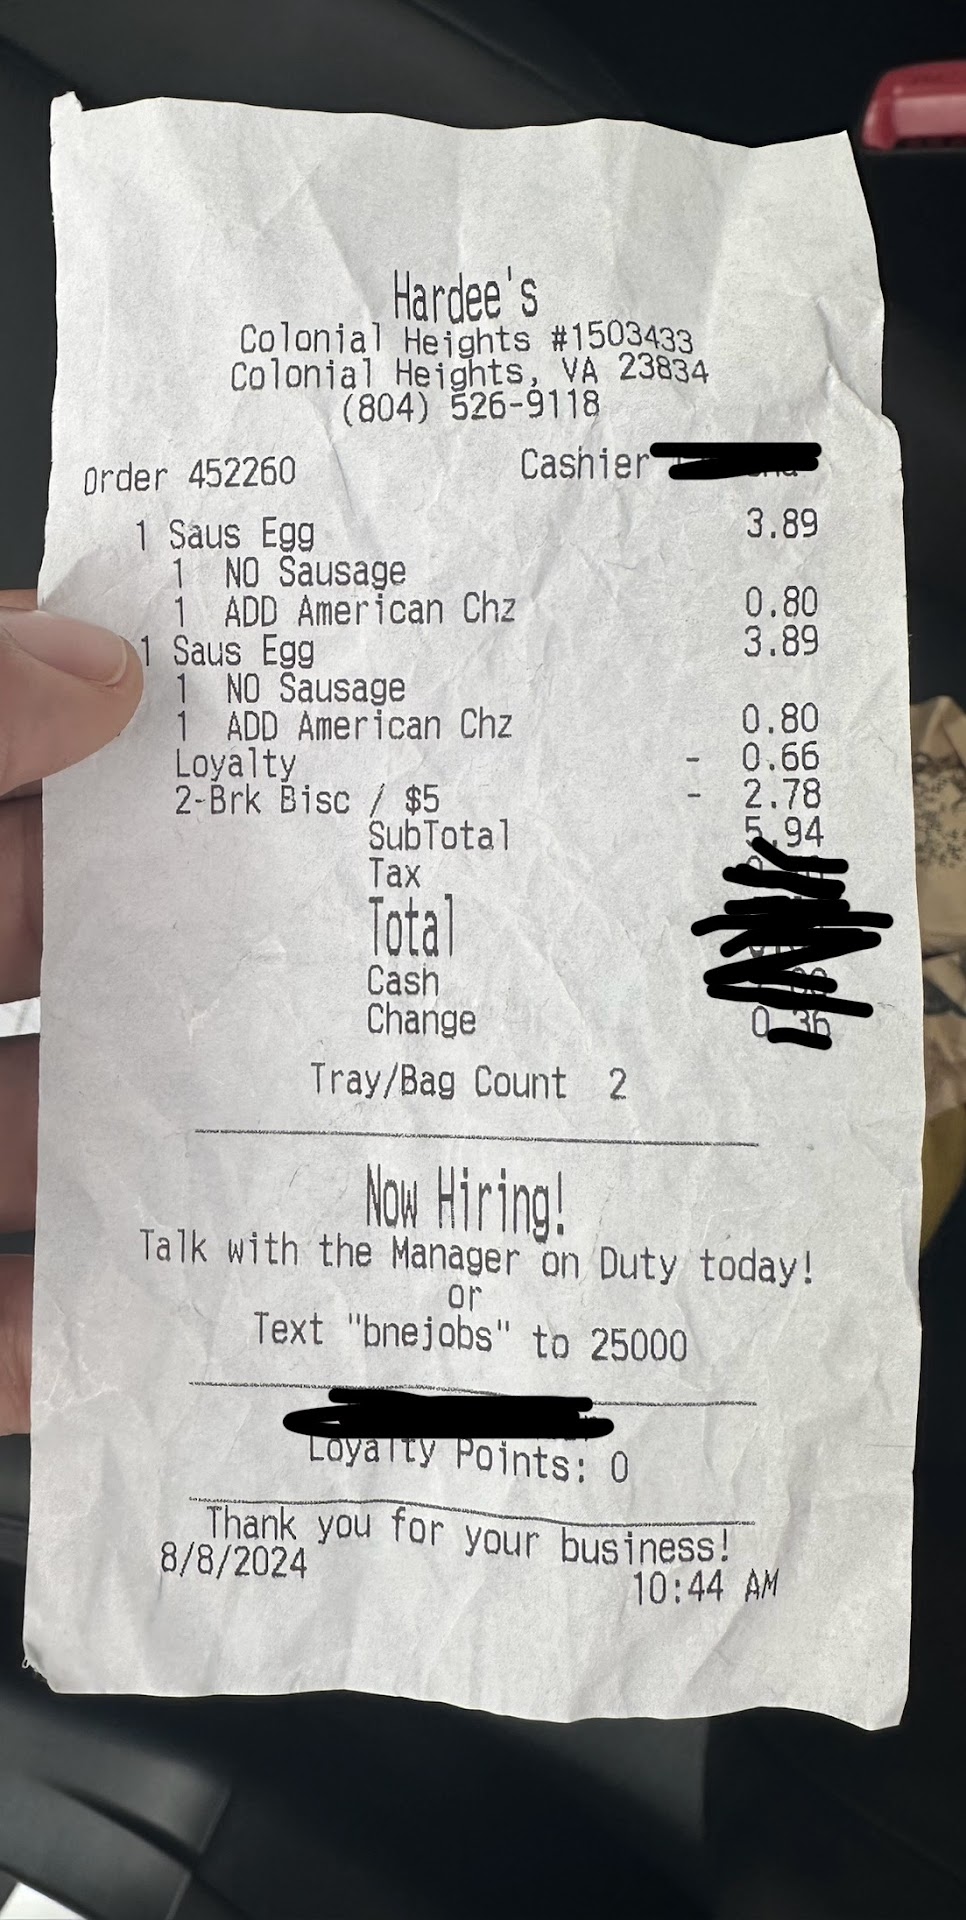 Hardee's
Colonial Heights #1503433
Colonial Heights, VA 23834
(804) 526-9118
Order 452260 Cashier
1 Saus Egg 3.89
1 NO Sausage
1 ADD American Chz 0.80
1 Saus Egg 3.89
1 NO Sausage
1 ADD American Chz 0.80
Loyalty - 0.66
2-Brk Bisc / $5 - 2.78
SubTotal 5.94
Tax
Total
Cash
Change 0.36
Tray/Bag Count 2
Now Hiring!
Talk with the Manager on Duty today!
or
Text "bnejobs" to 25000
Loyalty Points: 0
Thank you for your business!
8/8/2024 10:44 AM